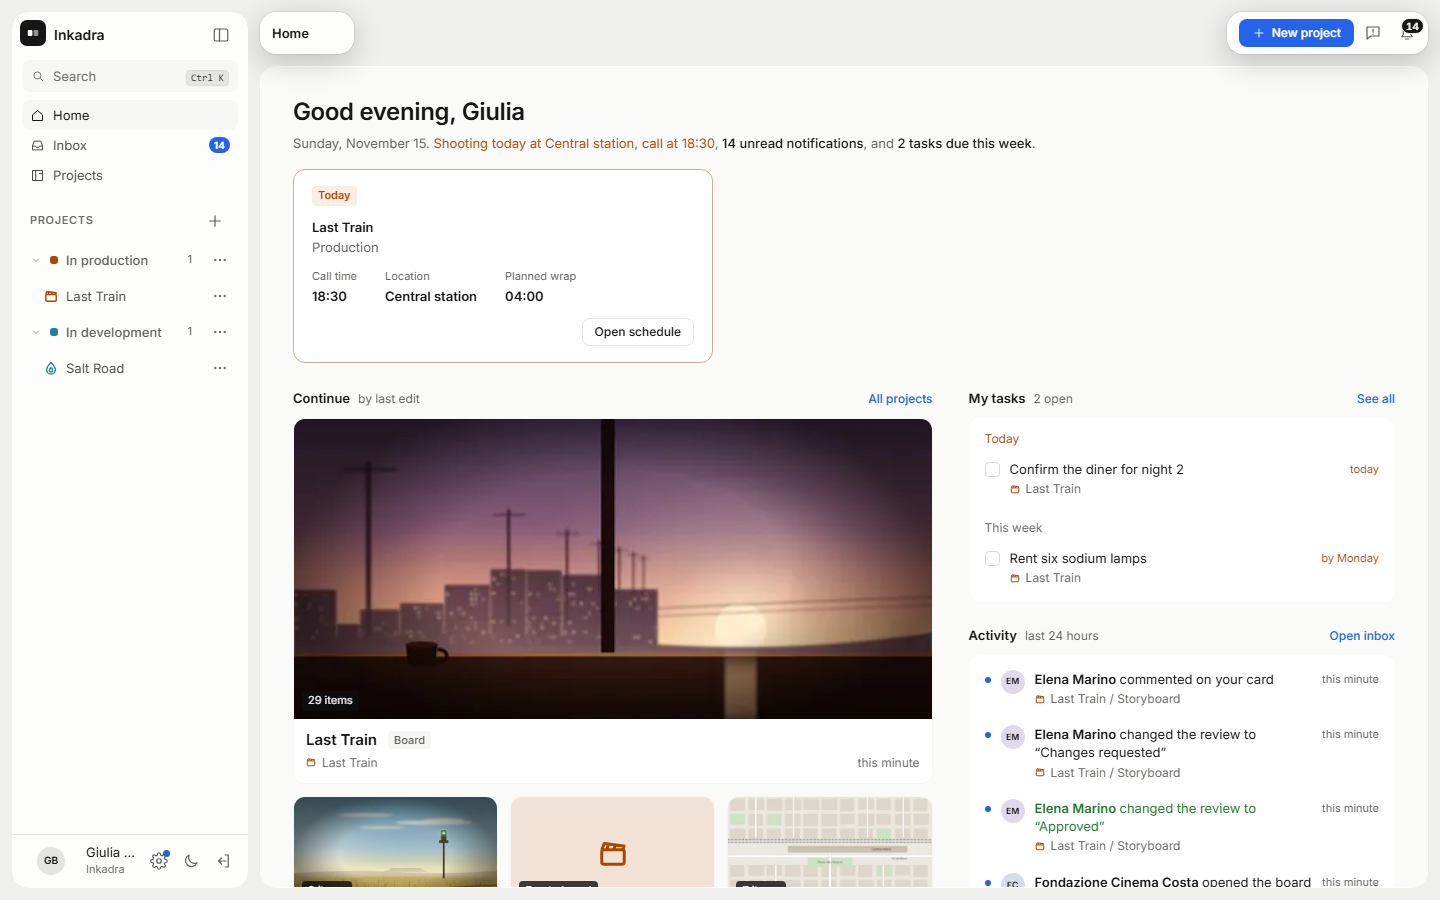 Inkadra
Search
Ctrl K
Home
Inbox
14
Projects
PROJECTS
In production
1
Last Train
In development
1
Salt Road
GB
Giulia ...
Inkadra
Home
New project
14
Good evening, Giulia
Sunday, November 15. Shooting today at Central station, call at 18:30, 14 unread notifications, and 2 tasks due this week.
Today
Last Train
Production
Call time
Location
Planned wrap
18:30
Central station
04:00
Open schedule
Continue by last edit
All projects
29 items
Last Train
Board
Last Train
this minute
My tasks 2 open
See all
Today
Confirm the diner for night 2
today
Last Train
This week
Rent six sodium lamps
by Monday
Last Train
Activity last 24 hours
Open inbox
EM
Elena Marino commented on your card
this minute
Last Train / Storyboard
EM
Elena Marino changed the review to
this minute
“Changes requested”
Last Train / Storyboard
EM
Elena Marino changed the review to
this minute
“Approved”
Last Train / Storyboard
Fondazione Cinema Costa opened the board
this minute